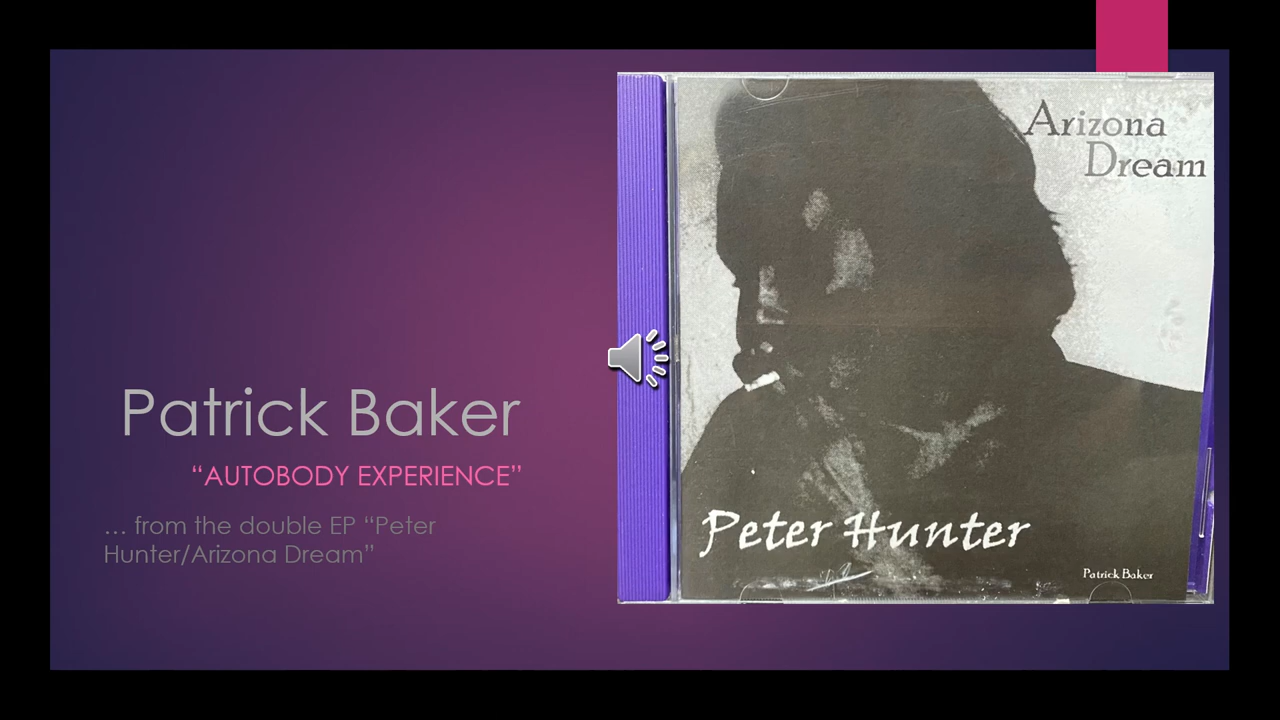 Patrick Baker
“AUTOBODY EXPERIENCE”
… from the double EP “Peter
Hunter/Arizona Dream”
Arizona
Dream
Peter Hunter
Patrick Baker